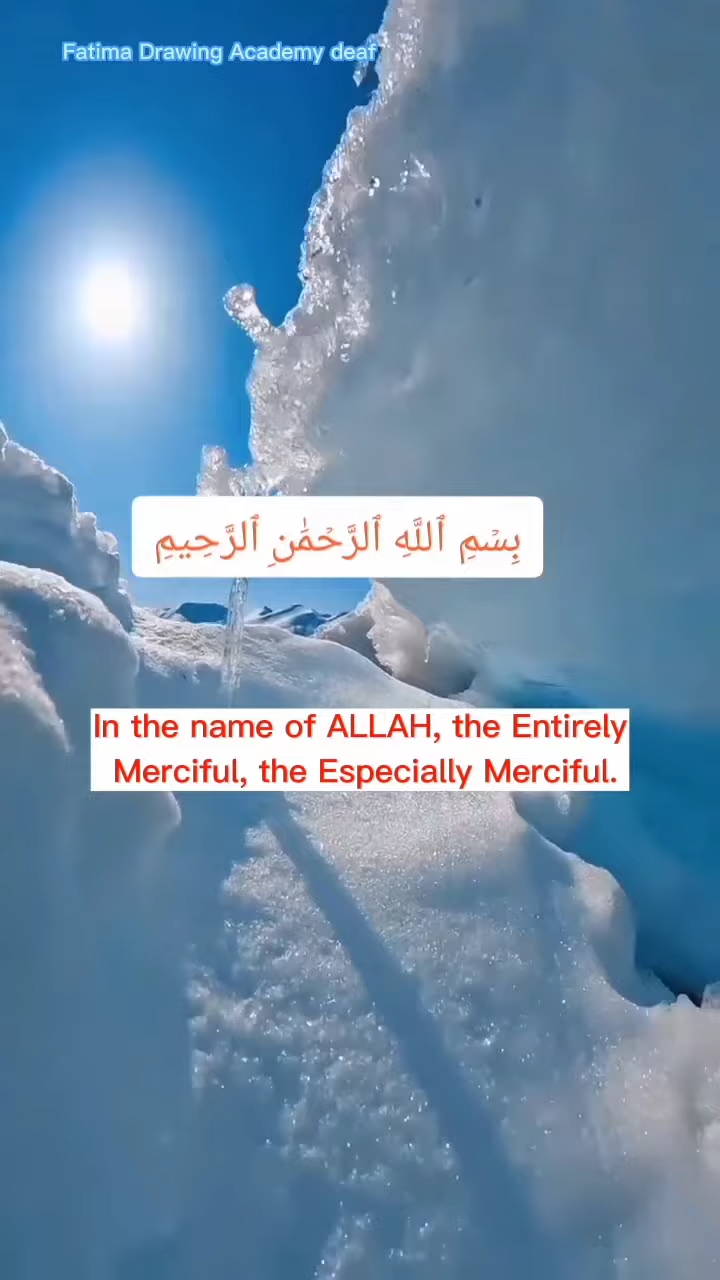 Fatima Drawing Academy deaf
بِسْمِ ٱللَّهِ ٱلرَّحْمَٰنِ ٱلرَّحِيمِ
In the name of ALLAH, the Entirely
Merciful, the Especially Merciful.